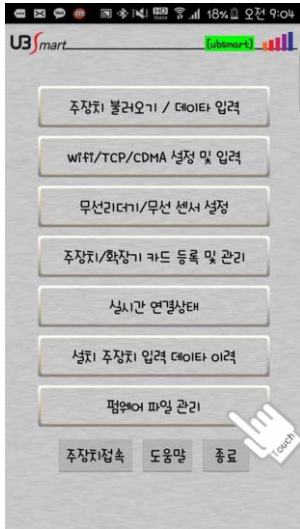 18% 오전 9:04
UBSmart [ubsmart]
주장치 불러오기 / 데이타 입력
wifi/TCP/CDMA 설정 및 입력
무선리더기/무선 센서 설정
주장치/확장기 카드 등록 및 관리
실시간 연결상태
설치 주장치 입력 데이타 이력
펌웨어 파일 관리
Touch
주장치접속 도움말 종료